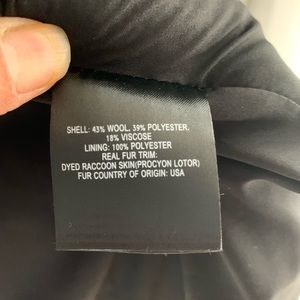 SHELL: 43% WOOL. 39% POLYESTER.
18% VISCOSE
LINING: 100% POLYESTER
REAL FUR TRIM:
DYED RACCOON SKIN(PROCYON LOTOR)
FUR COUNTRY OF ORIGIN: USA